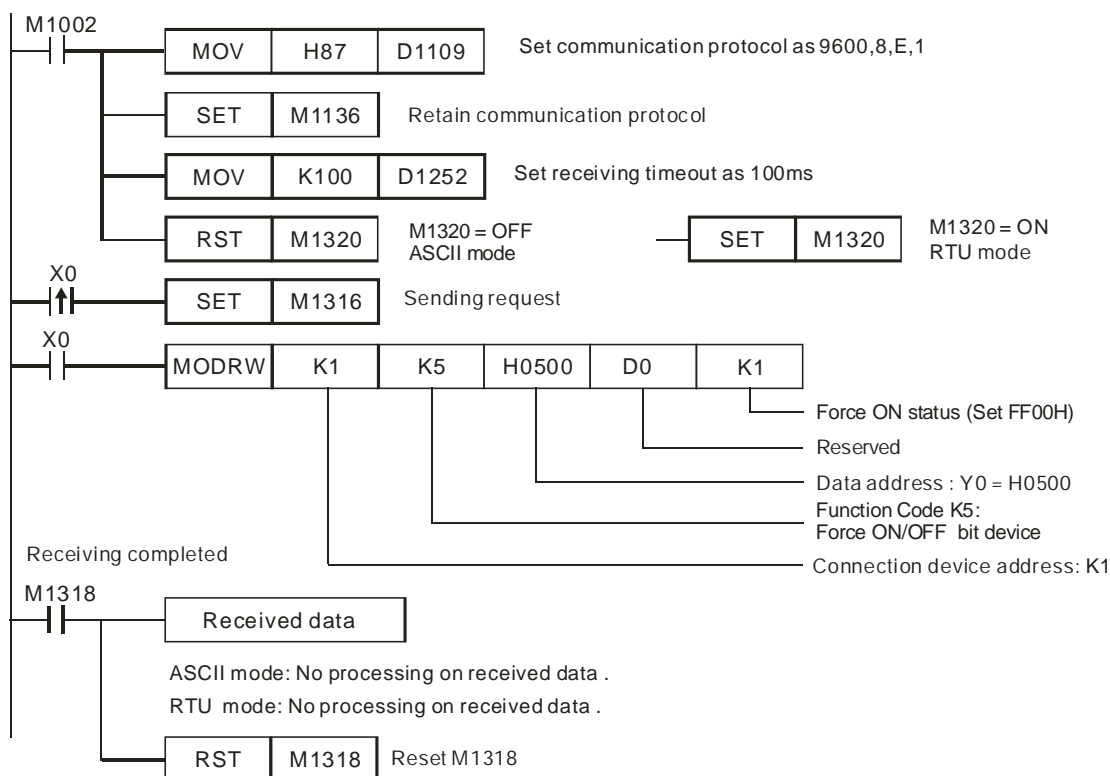 M1002
MOV H87 D1109 Set communication protocol as 9600,8,E,1
SET M1136 Retain communication protocol
MOV K100 D1252 Set receiving timeout as 100ms
RST M1320 M1320 = OFF
ASCII mode
SET M1320 M1320 = ON
RTU mode
X0
SET M1316 Sending request
X0
MODRW K1 K5 H0500 D0 K1
Force ON status (Set FF00H)
Reserved
Data address : Y0 = H0500
Function Code K5:
Force ON/OFF bit device
Connection device address: K1
Receiving completed
M1318
Received data
ASCII mode: No processing on received data .
RTU mode: No processing on received data .
RST M1318 Reset M1318